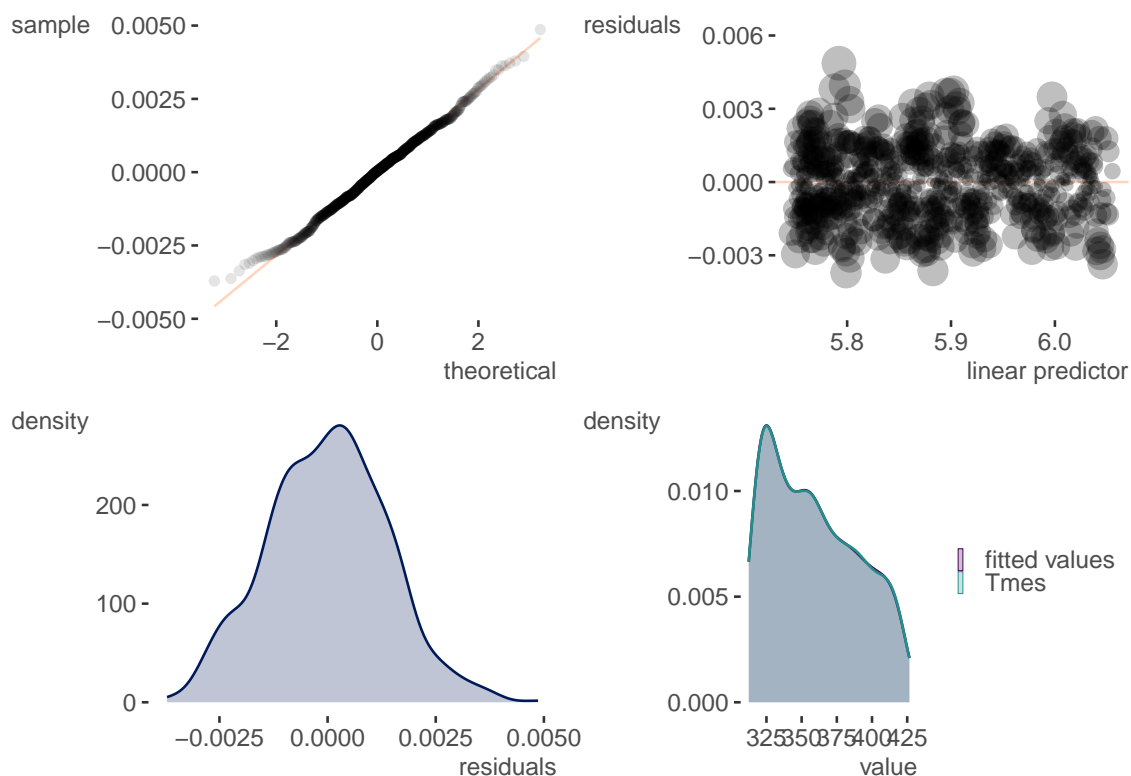 sample
0.0050
0.0025
0.0000
−0.0025
−0.0050
−2 0 2
theoretical
residuals
0.006
0.003
0.000
−0.003
5.8 5.9 6.0
linear predictor
density
200
100
0
−0.0025 0.0000 0.0025 0.0050
residuals
density
0.010
0.005
0.000
325 350 375 400 425
value
fitted values
Tmes